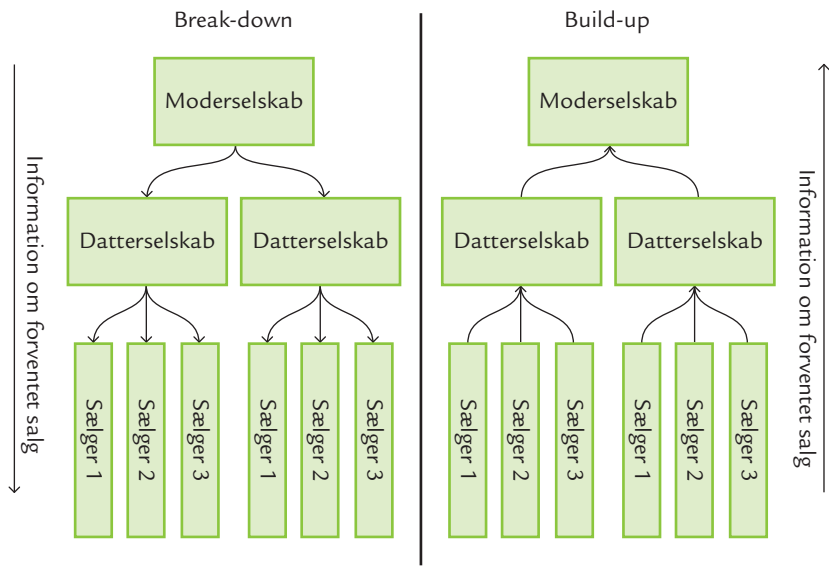 Break-down
Moderselskab
Datterselskab
Datterselskab
Sælger 1
Sælger 2
Sælger 3
Sælger 1
Sælger 2
Sælger 3
Information om forventet salg
Build-up
Moderselskab
Datterselskab
Datterselskab
Sælger 1
Sælger 2
Sælger 3
Sælger 1
Sælger 2
Sælger 3
Information om forventet salg